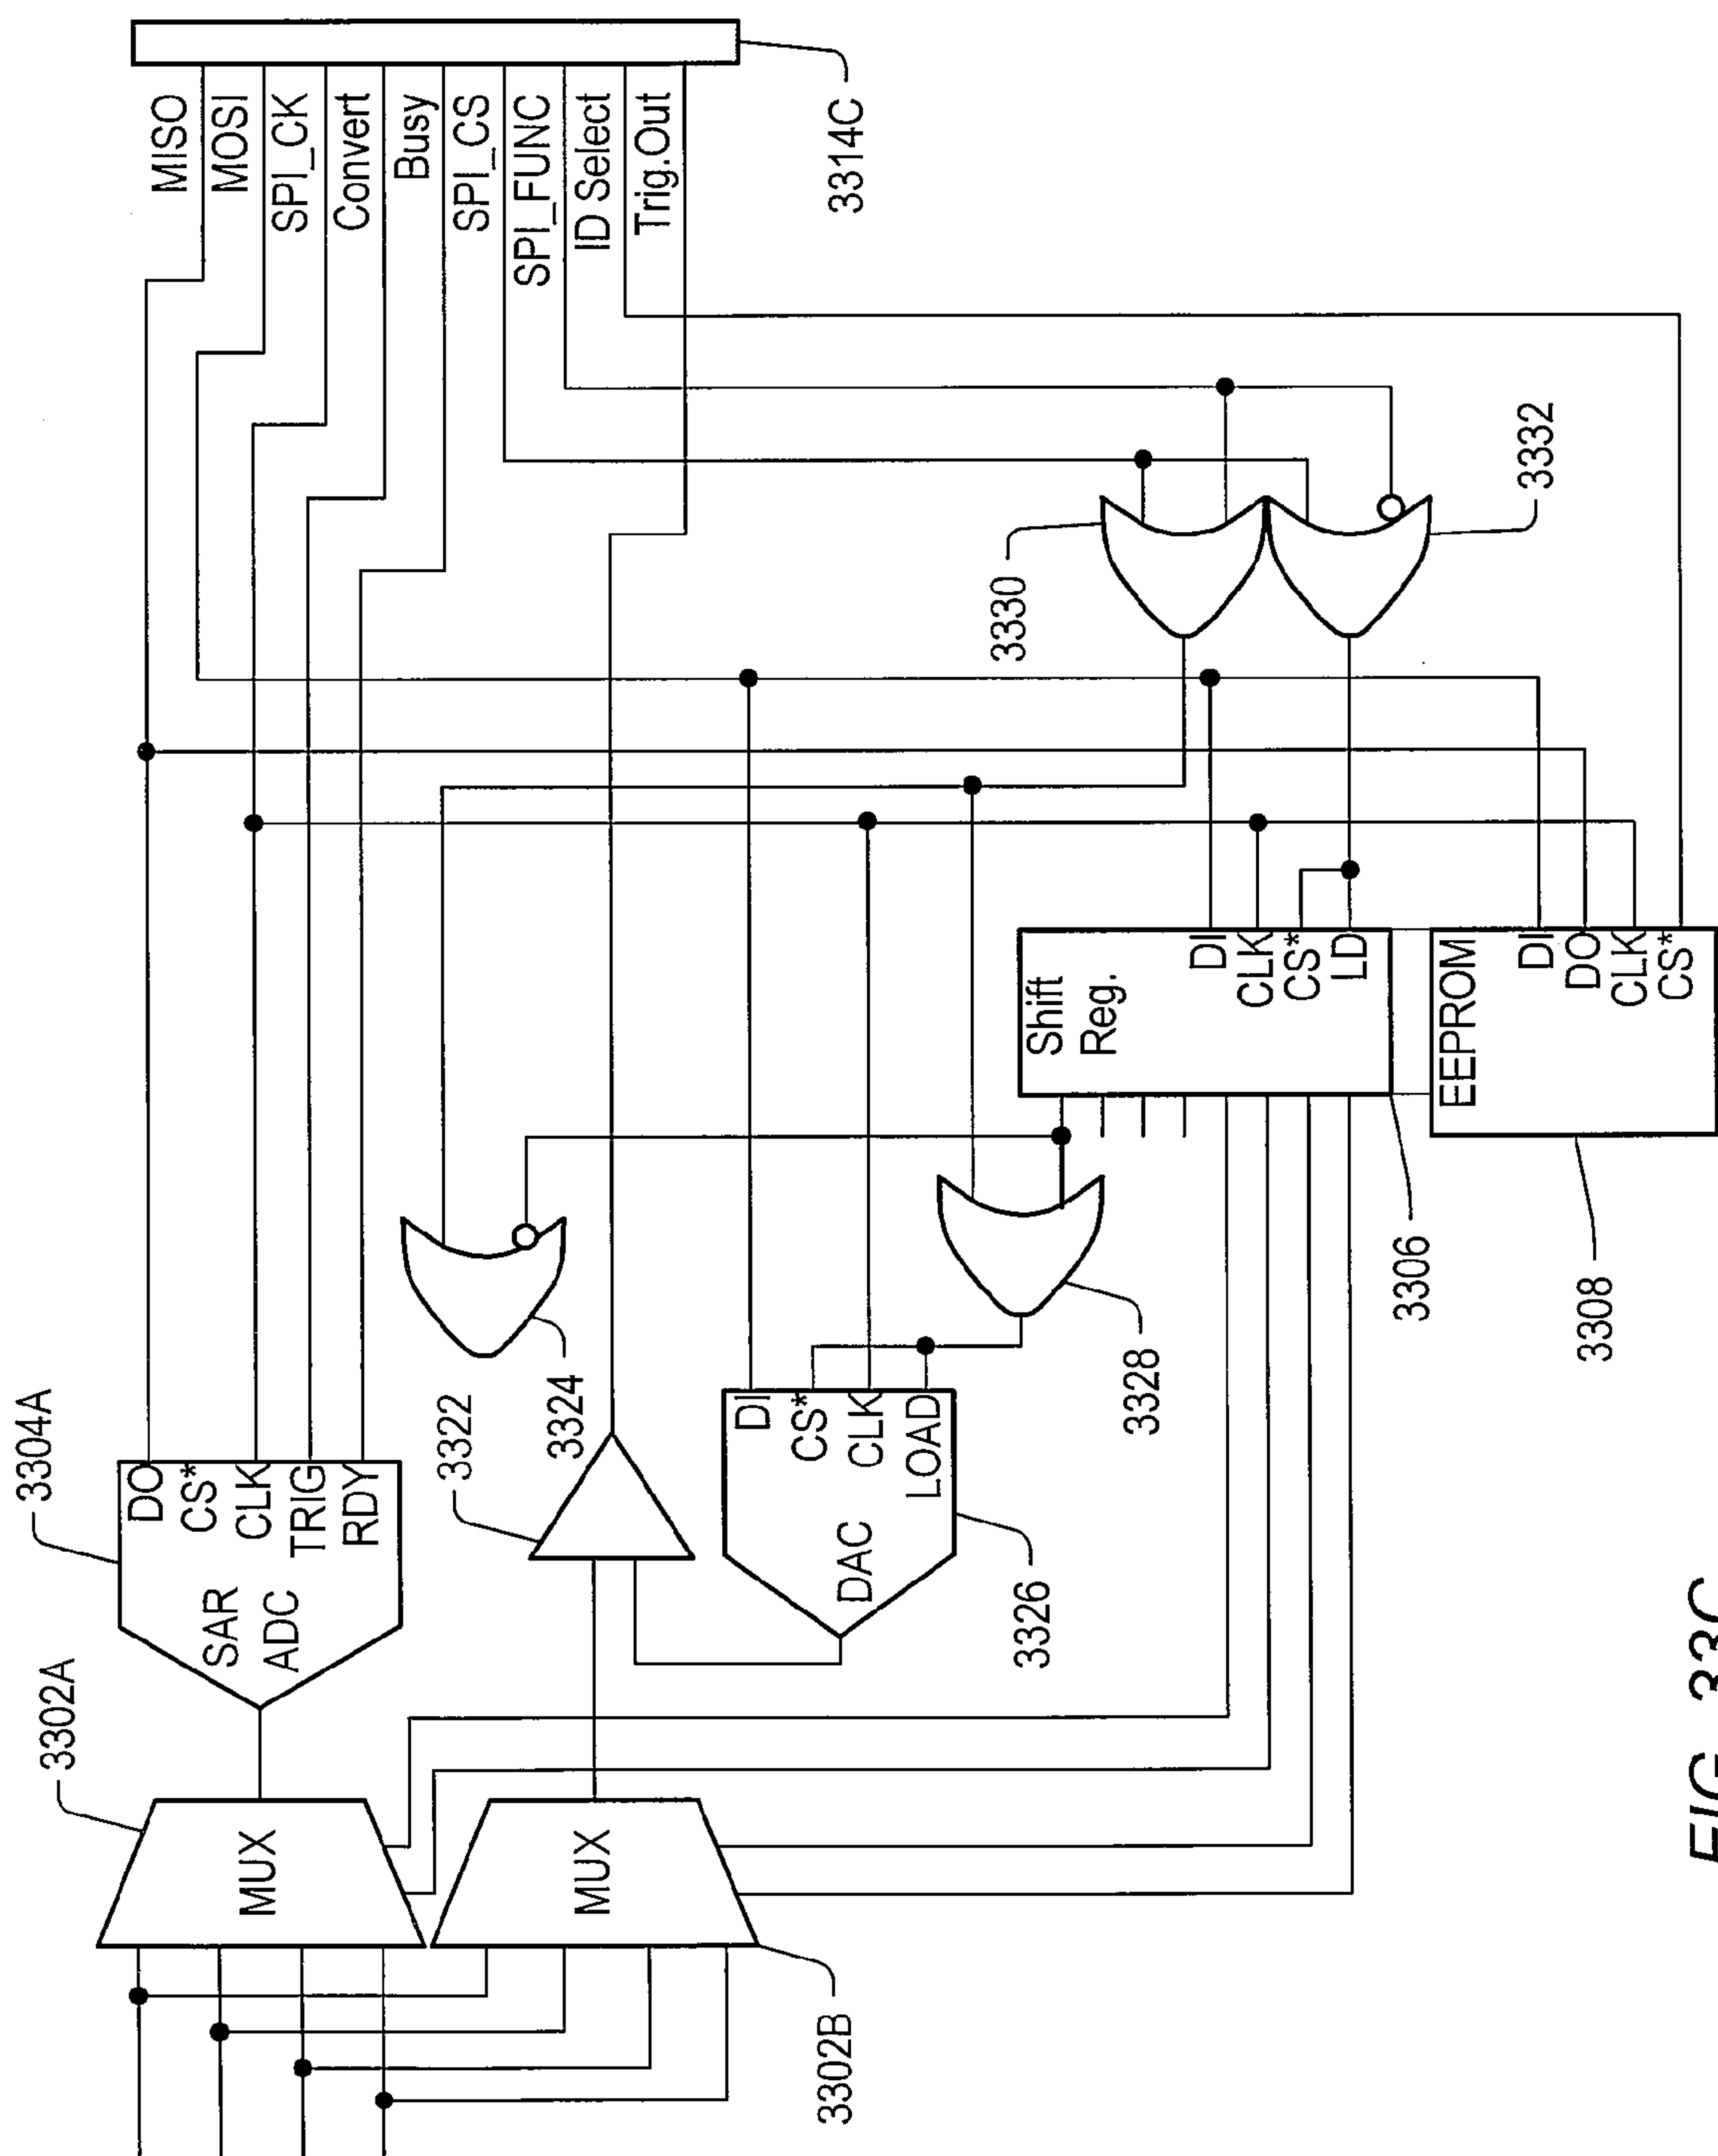 MISO
MOSI
SPI_CK
Convert
Busy
SPI_CS
SPI_FUNC
ID Select
Trig.Out
3314C
3330
3332
3304A
DO
CS*
CLK
TRIG
RDY
SAR
ADC
3322
3324
DI
CS*
CLK
LOAD
DAC
3326
3328
Shift
Reg.
DI
CLK
CS*
LD
3306
EEPROM
DI
DO
CLK
CS*
3308
3302A
MUX
MUX
3302B
FIG. 33C